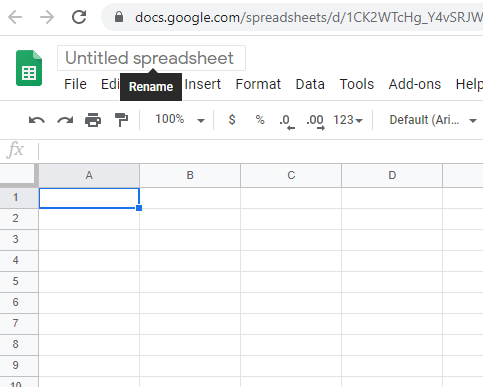 docs.google.com/spreadsheets/d/1CK2WTcHg_Y4vSRJW
Untitled spreadsheet
File Edi Insert Format Data Tools Add-ons Help
Rename
100% $ % .0 .00 123 Default (Ari...
fx
A B C D
1
2
3
4
5
6
7
8
9
10